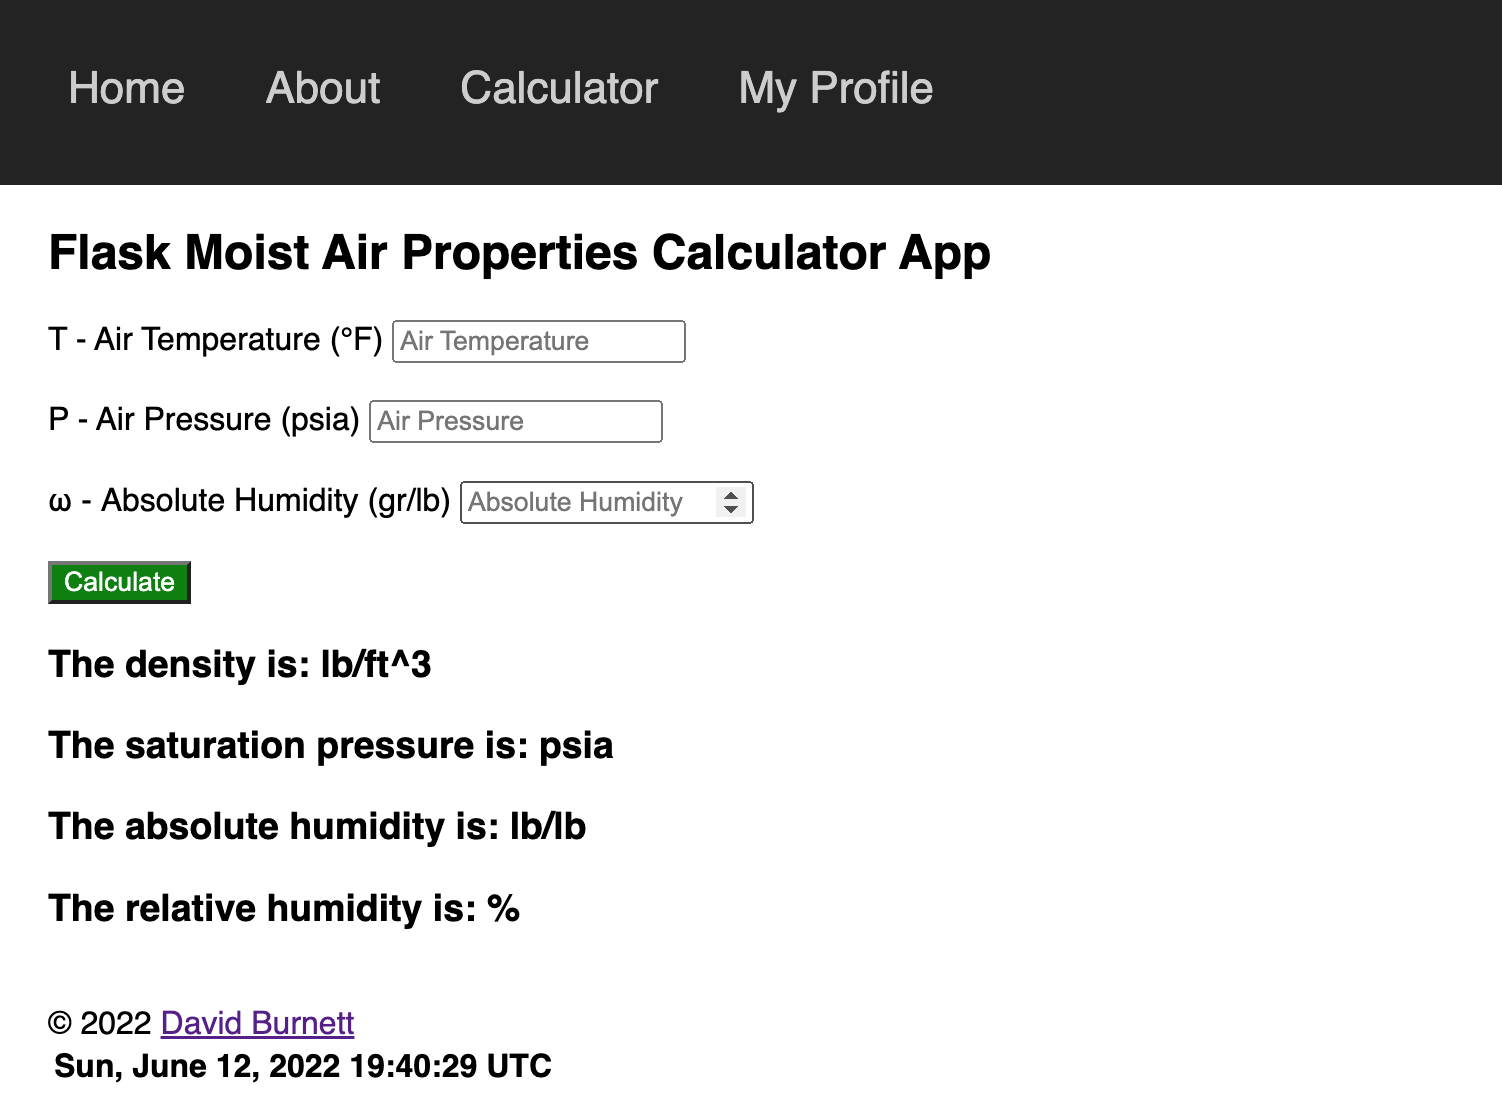 Home About Calculator My Profile
Flask Moist Air Properties Calculator App
T - Air Temperature (°F) Air Temperature
P - Air Pressure (psia) Air Pressure
ω - Absolute Humidity (gr/lb) Absolute Humidity
Calculate
The density is: lb/ft^3
The saturation pressure is: psia
The absolute humidity is: lb/lb
The relative humidity is: %
© 2022 David Burnett
Sun, June 12, 2022 19:40:29 UTC